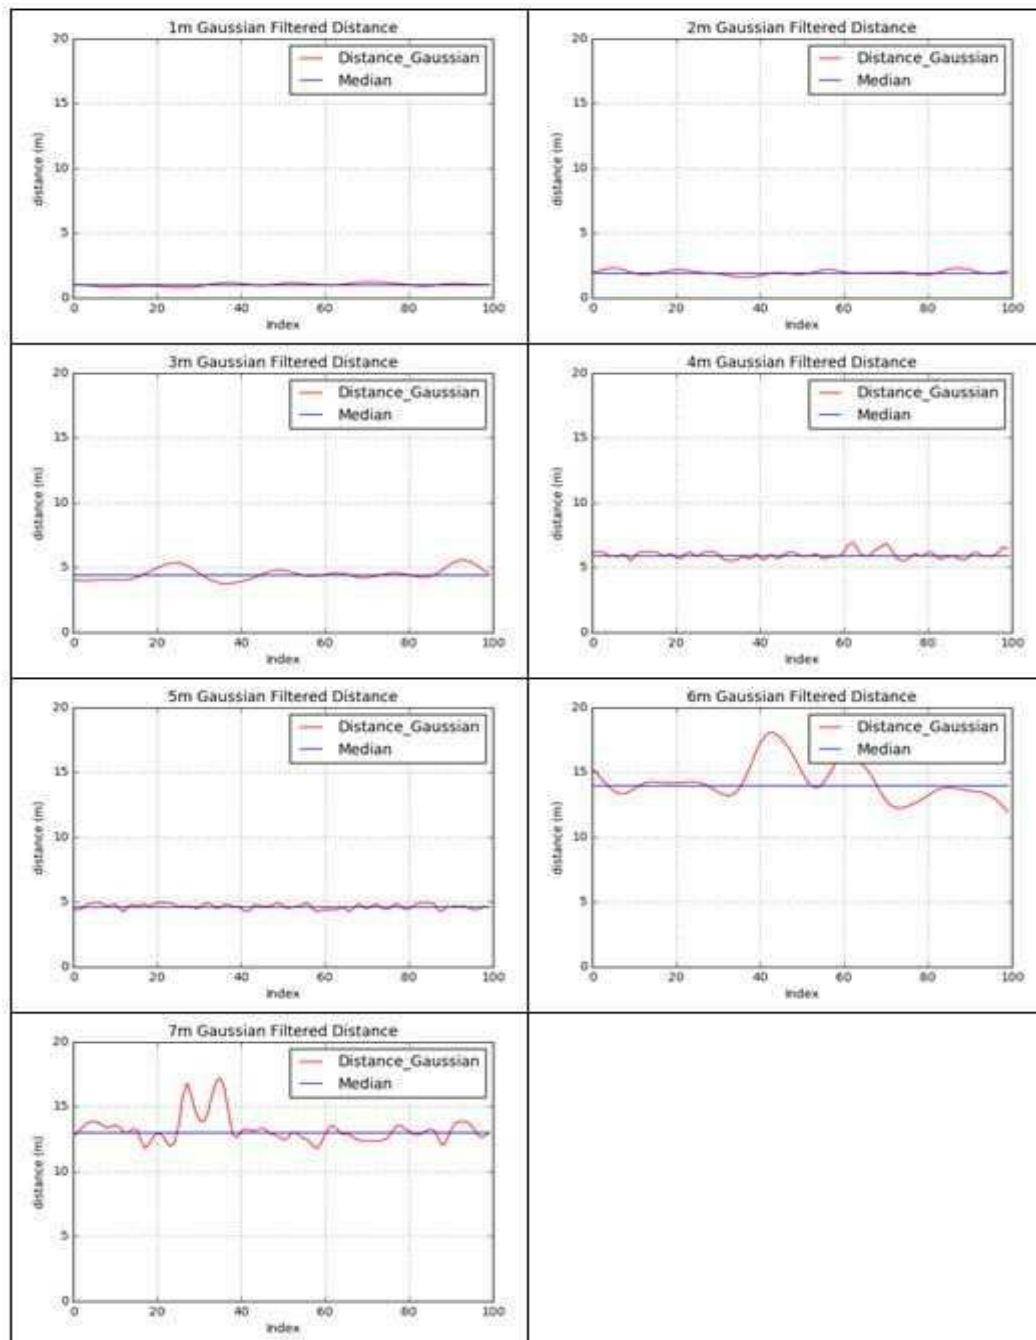 1m Gaussian Filtered Distance
20
15
10
5
0
distance (m)
Distance_Gaussian
Median
0 20 40 60 80 100
Index
2m Gaussian Filtered Distance
20
15
10
5
0
distance (m)
Distance_Gaussian
Median
0 20 40 60 80 100
Index
3m Gaussian Filtered Distance
20
15
10
5
0
distance (m)
Distance_Gaussian
Median
0 20 40 60 80 100
Index
4m Gaussian Filtered Distance
20
15
10
5
0
distance (m)
Distance_Gaussian
Median
0 20 40 60 80 100
Index
5m Gaussian Filtered Distance
20
15
10
5
0
distance (m)
Distance_Gaussian
Median
0 20 40 60 80 100
Index
6m Gaussian Filtered Distance
20
15
10
5
0
distance (m)
Distance_Gaussian
Median
0 20 40 60 80 100
Index
7m Gaussian Filtered Distance
20
15
10
5
0
distance (m)
Distance_Gaussian
Median
0 20 40 60 80 100
Index